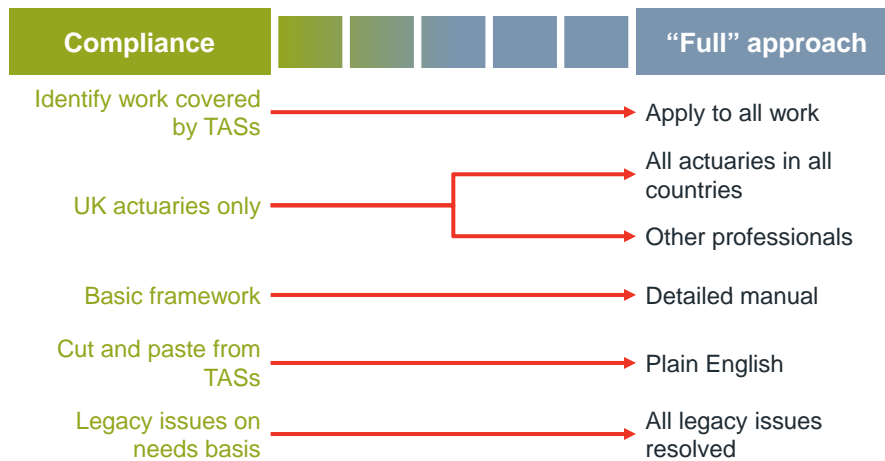 Compliance
“Full” approach
Identify work covered
by TASs
Apply to all work
UK actuaries only
All actuaries in all
countries
Other professionals
Basic framework
Detailed manual
Cut and paste from
TASs
Plain English
Legacy issues on
needs basis
All legacy issues
resolved